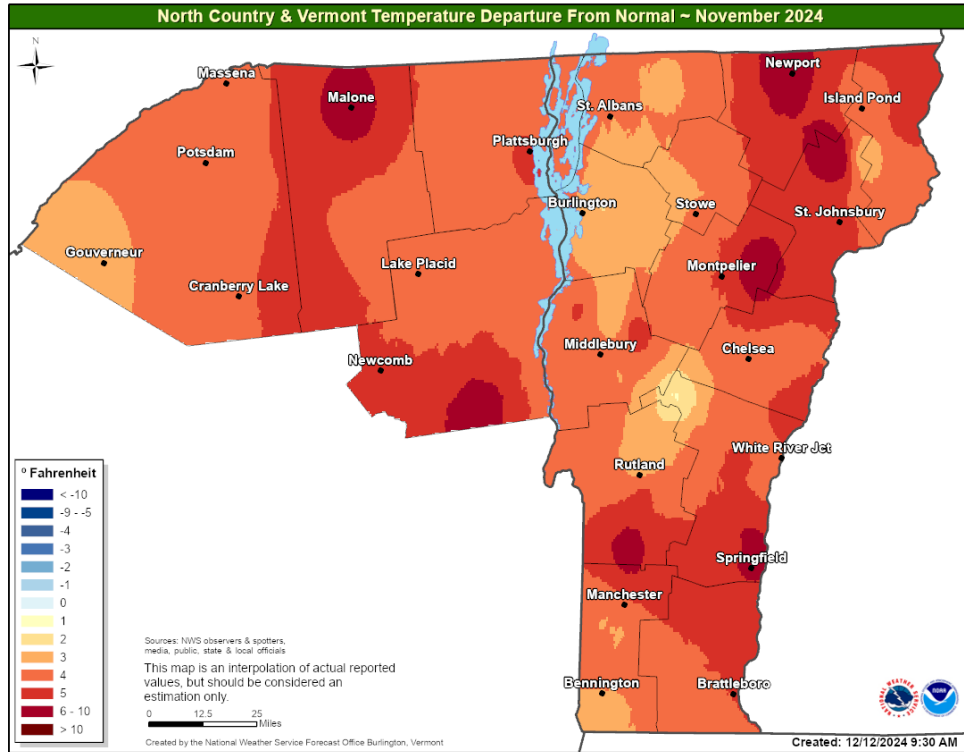 North Country & Vermont Temperature Departure From Normal ~ November 2024
N
Massena
Malone
Newport
Island Pond
St. Albans
Plattsburgh
Potsdam
Burlington
Stowe
St. Johnsbury
Gouverneur
Lake Placid
Montpelier
Cranberry Lake
Middlebury
Chelsea
Newcomb
White River Jct
Rutland
Springfield
Manchester
Bennington
Brattleboro
º Fahrenheit
< -10
-9 - -5
-4
-3
-2
-1
0
1
2
3
4
5
6 - 10
> 10
Sources: NWS observers & spotters,
media, public, state & local officials
This map is an interpolation of actual reported
values, but should be considered an
estimation only.
0 12.5 25
Miles
Created by the National Weather Service Forecast Office Burlington, Vermont
NOAA
Created: 12/12/2024 9:30 AM